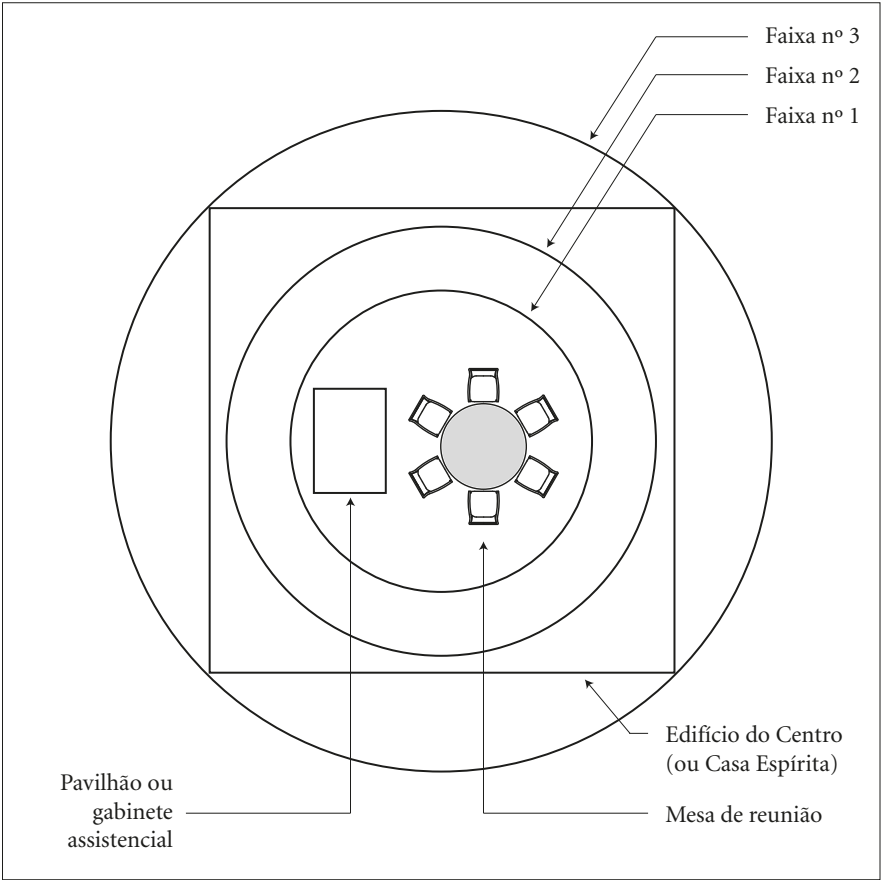 Faixa nº 3
Faixa nº 2
Faixa nº 1
Edifício do Centro
(ou Casa Espírita)
Pavilhão ou
gabinete
assistencial
Mesa de reunião